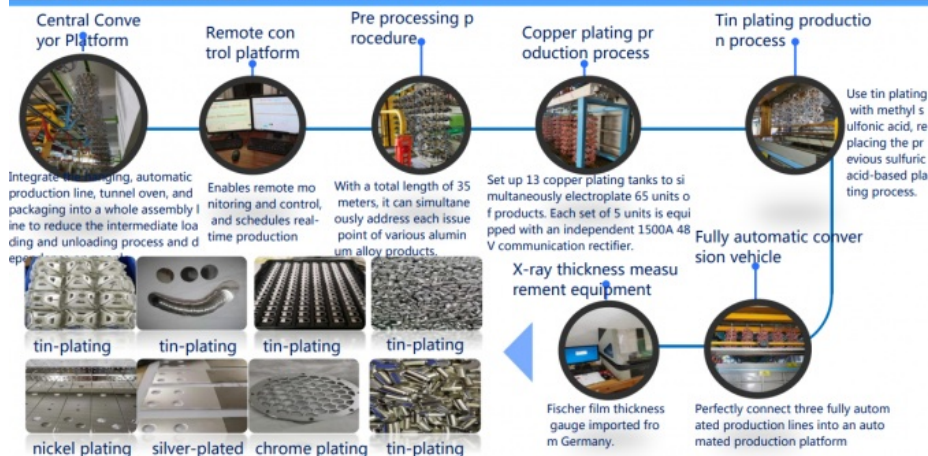 Central Conve
yor Platform
Remote con
trol platform
Pre processing p
rocedure
Copper plating pr
oduction process
Tin plating productio
n process
Integrate the hanging, automatic
production line, tunnel oven, and
packaging into a whole assembly l
ine to reduce the intermediate loa
ding and unloading process and d
Enables remote mo
nitoring and control,
and schedules real-
time production
With a total length of 35
meters, it can simultane
ously address each issue
point of various alumin
um alloy products.
Set up 13 copper plating tanks to si
multaneously electroplate 65 units o
f products. Each set of 5 units is equi
pped with an independent 1500A 48
V communication rectifier.
Use tin plating
with methyl s
ulfonic acid, re
placing the pr
evious sulfuric
acid-based pla
ting process.
Fully automatic conver
sion vehicle
X-ray thickness measu
rement equipment
tin-plating
tin-plating
tin-plating
tin-plating
nickel plating
silver-plated
chrome plating
tin-plating
Fischer film thickness
gauge imported fro
m Germany.
Perfectly connect three fully autom
ated production lines into an auto
mated production platform